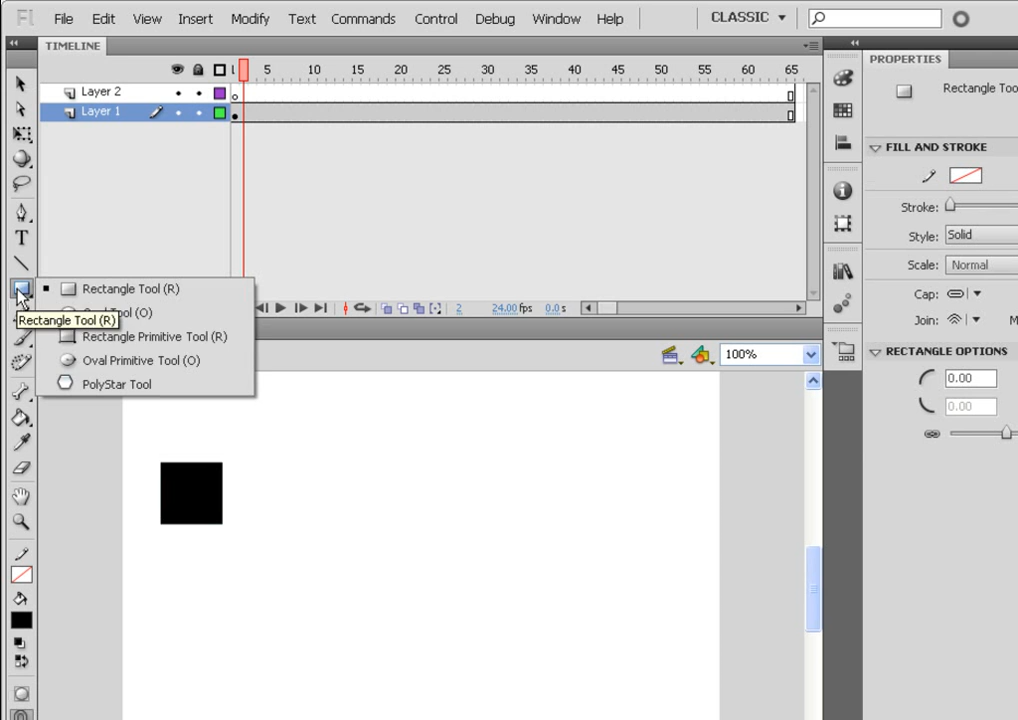 Fl File Edit View Insert Modify Text Commands Control Debug Window Help CLASSIC
TIMELINE
PROPERTIES
5 10 15 20 25 30 35 40 45 50 55 60 65
Layer 2
Layer 1
Rectangle Tool (R)
Tool (O)
Rectangle Tool (R)
Rectangle Primitive Tool (R)
Oval Primitive Tool (O)
PolyStar Tool
2 24.00 fps 0.0 s
100%
T
Rectangle Too
FILL AND STROKE
Stroke:
Style: Solid
Scale: Normal
Cap:
Join: M
RECTANGLE OPTIONS
0.00
0.00